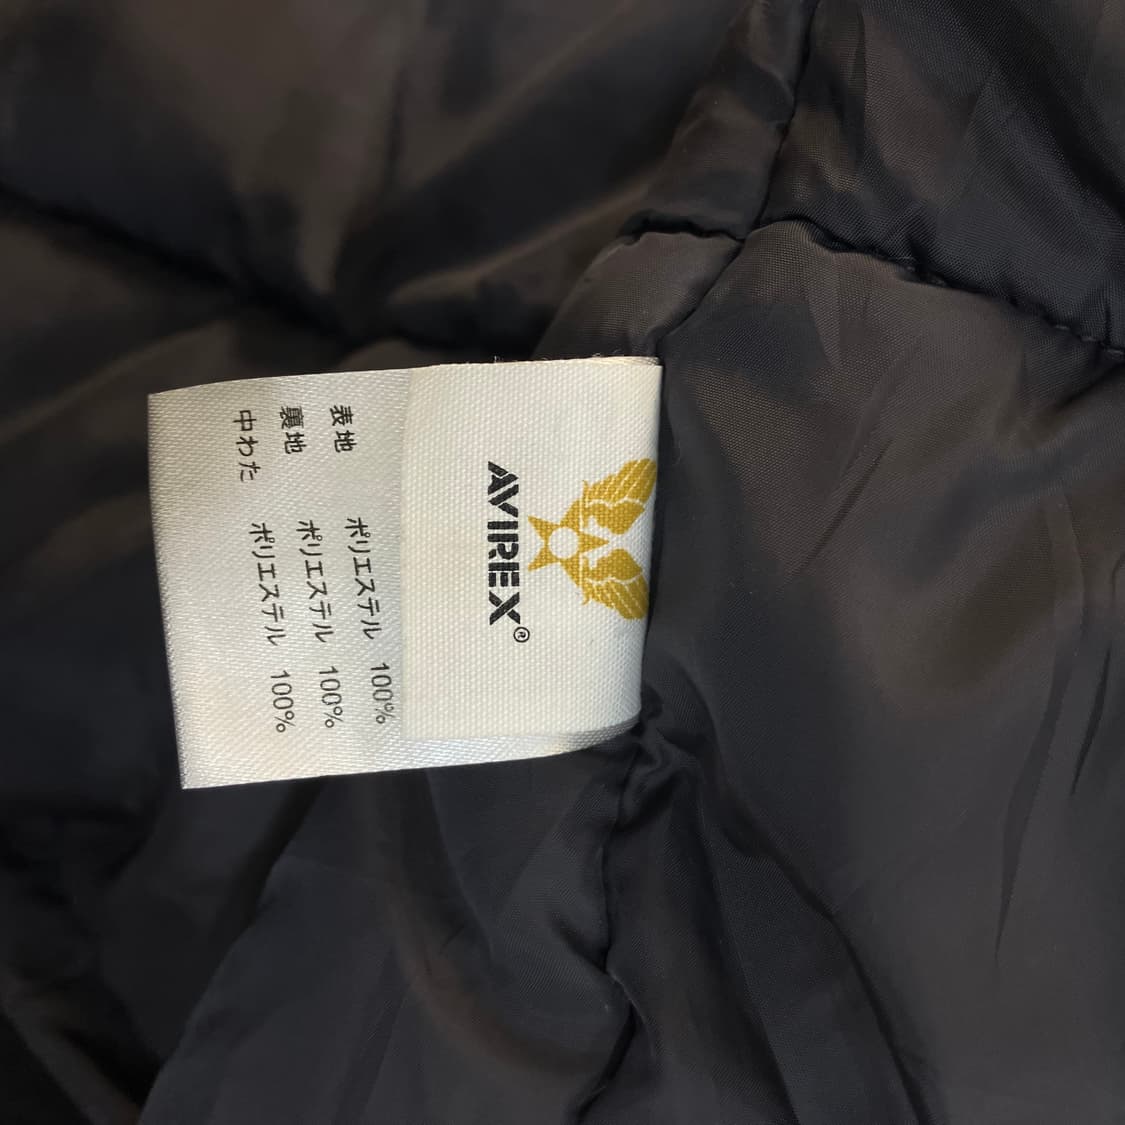 AVIREX®
表地 ポリエステル 100%
裏地 ポリエステル 100%
中わた ポリエステル 100%